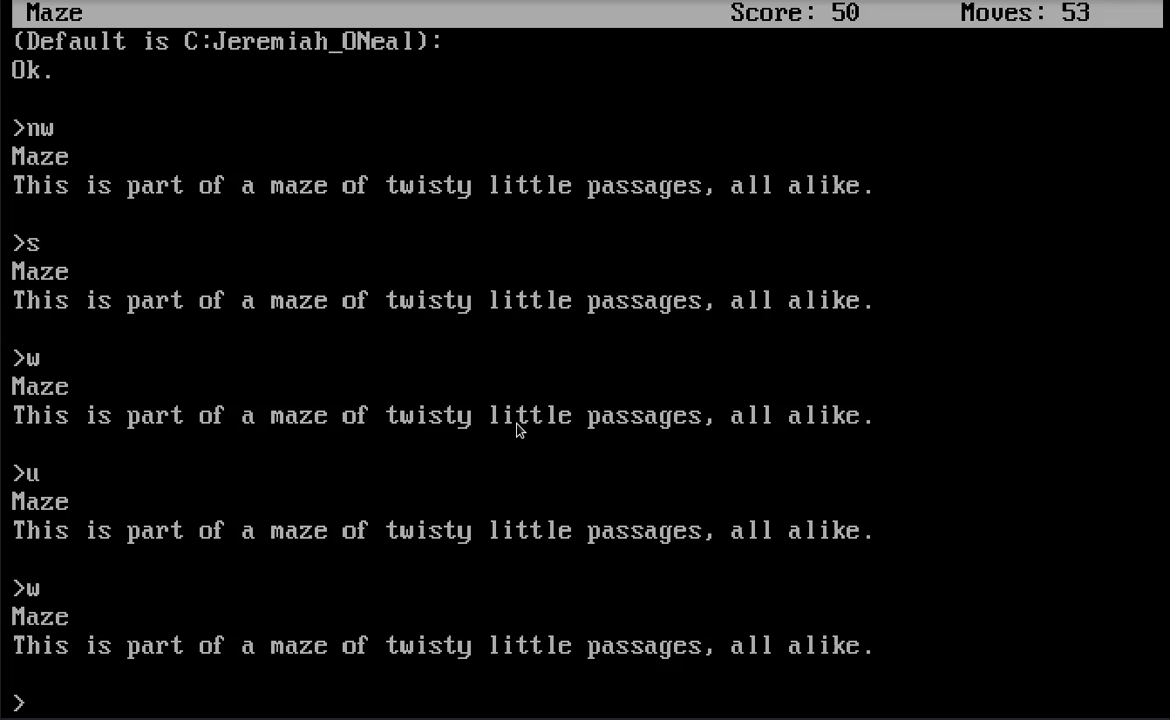 Maze Score: 50 Moves: 53
(Default is C:Jeremiah_ONeal):
Ok.
>nw
Maze
This is part of a maze of twisty little passages, all alike.
>s
Maze
This is part of a maze of twisty little passages, all alike.
>w
Maze
This is part of a maze of twisty little passages, all alike.
>u
Maze
This is part of a maze of twisty little passages, all alike.
>w
Maze
This is part of a maze of twisty little passages, all alike.
>